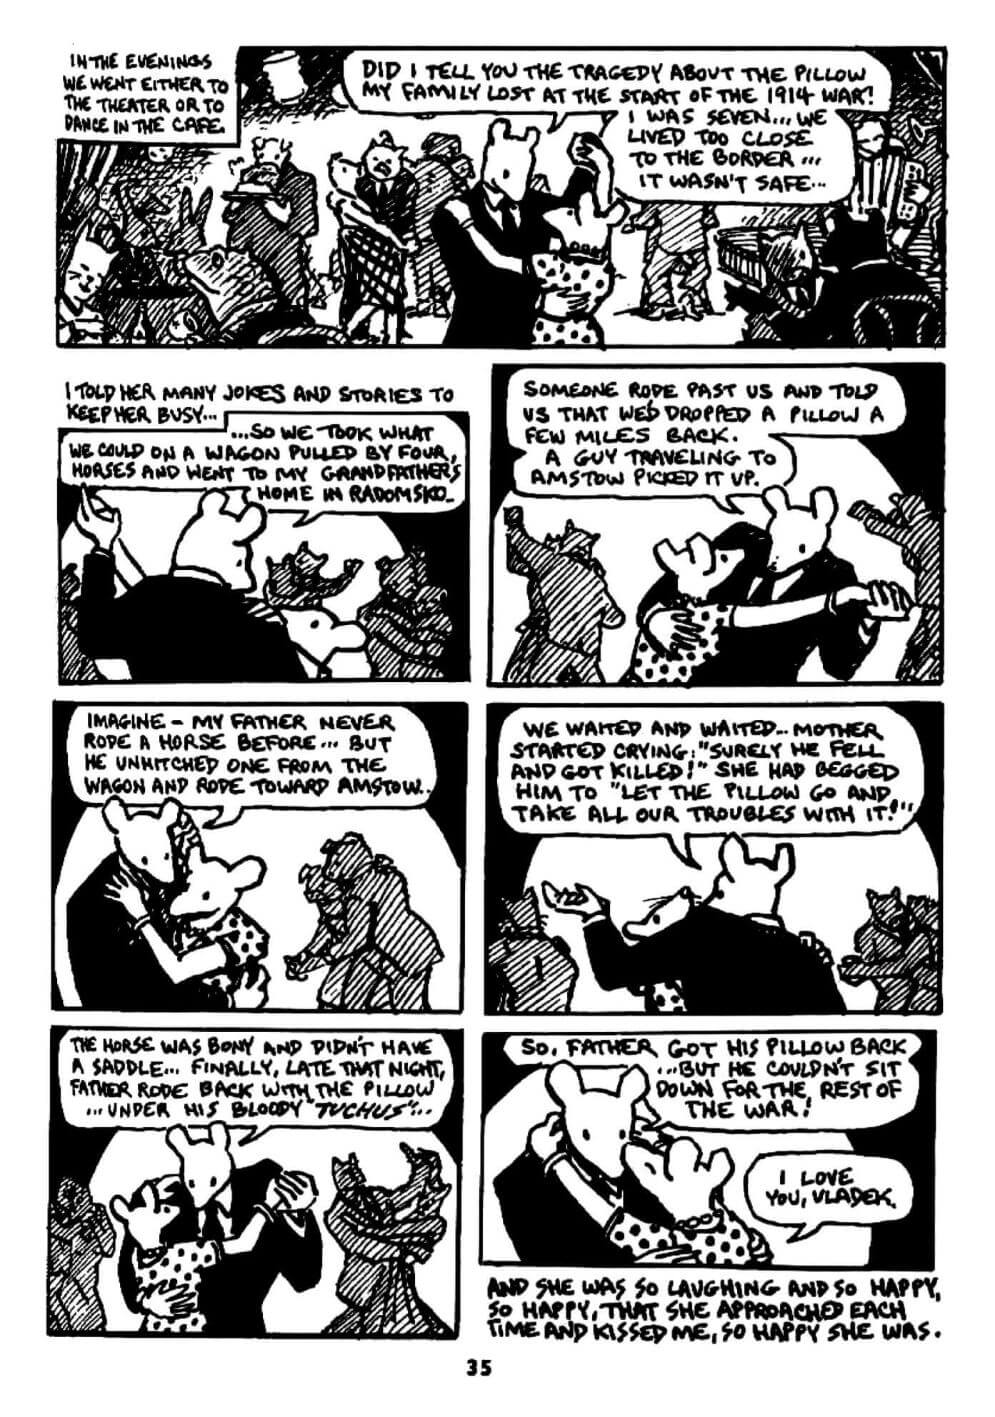 IN THE EVENINGS
WE WENT EITHER TO
THE THEATER OR TO
DANCE IN THE CAFE.
DID I TELL YOU THE TRAGEDY ABOUT THE PILLOW
MY FAMILY LOST AT THE START OF THE 1914 WAR?
I WAS SEVEN... WE
LIVED TOO CLOSE
TO THE BORDER ...
IT WASN'T SAFE...
I TOLD HER MANY JOKES AND STORIES TO
KEEP HER BUSY...
...SO WE TOOK WHAT
WE COULD ON A WAGON PULLED BY FOUR
HORSES AND WENT TO MY GRANDFATHER'S
HOME IN RADOMSKO...
SOMEONE RODE PAST US AND TOLD
US THAT WE'D DROPPED A PILLOW A
FEW MILES BACK.
A GUY TRAVELING TO
AMSTOW PICKED IT UP.
IMAGINE - MY FATHER NEVER
RODE A HORSE BEFORE... BUT
HE UNHITCHED ONE FROM THE
WAGON AND RODE TOWARD AMSTOW.
WE WAITED AND WAITED... MOTHER
STARTED CRYING: "SURELY HE FELL
AND GOT KILLED!" SHE HAD BEGGED
HIM TO "LET THE PILLOW GO AND
TAKE ALL OUR TROUBLES WITH IT!"
THE HORSE WAS BONY AND DIDN'T HAVE
A SADDLE... FINALLY, LATE THAT NIGHT,
FATHER RODE BACK WITH THE PILLOW
...UNDER HIS BLOODY "TUCHUS"...
SO, FATHER GOT HIS PILLOW BACK
...BUT HE COULDN'T SIT
DOWN FOR THE REST OF
THE WAR!
I LOVE
YOU, VLADEK.
AND SHE WAS SO LAUGHING AND SO HAPPY,
SO HAPPY, THAT SHE APPROACHED EACH
TIME AND KISSED ME, SO HAPPY SHE WAS.
35